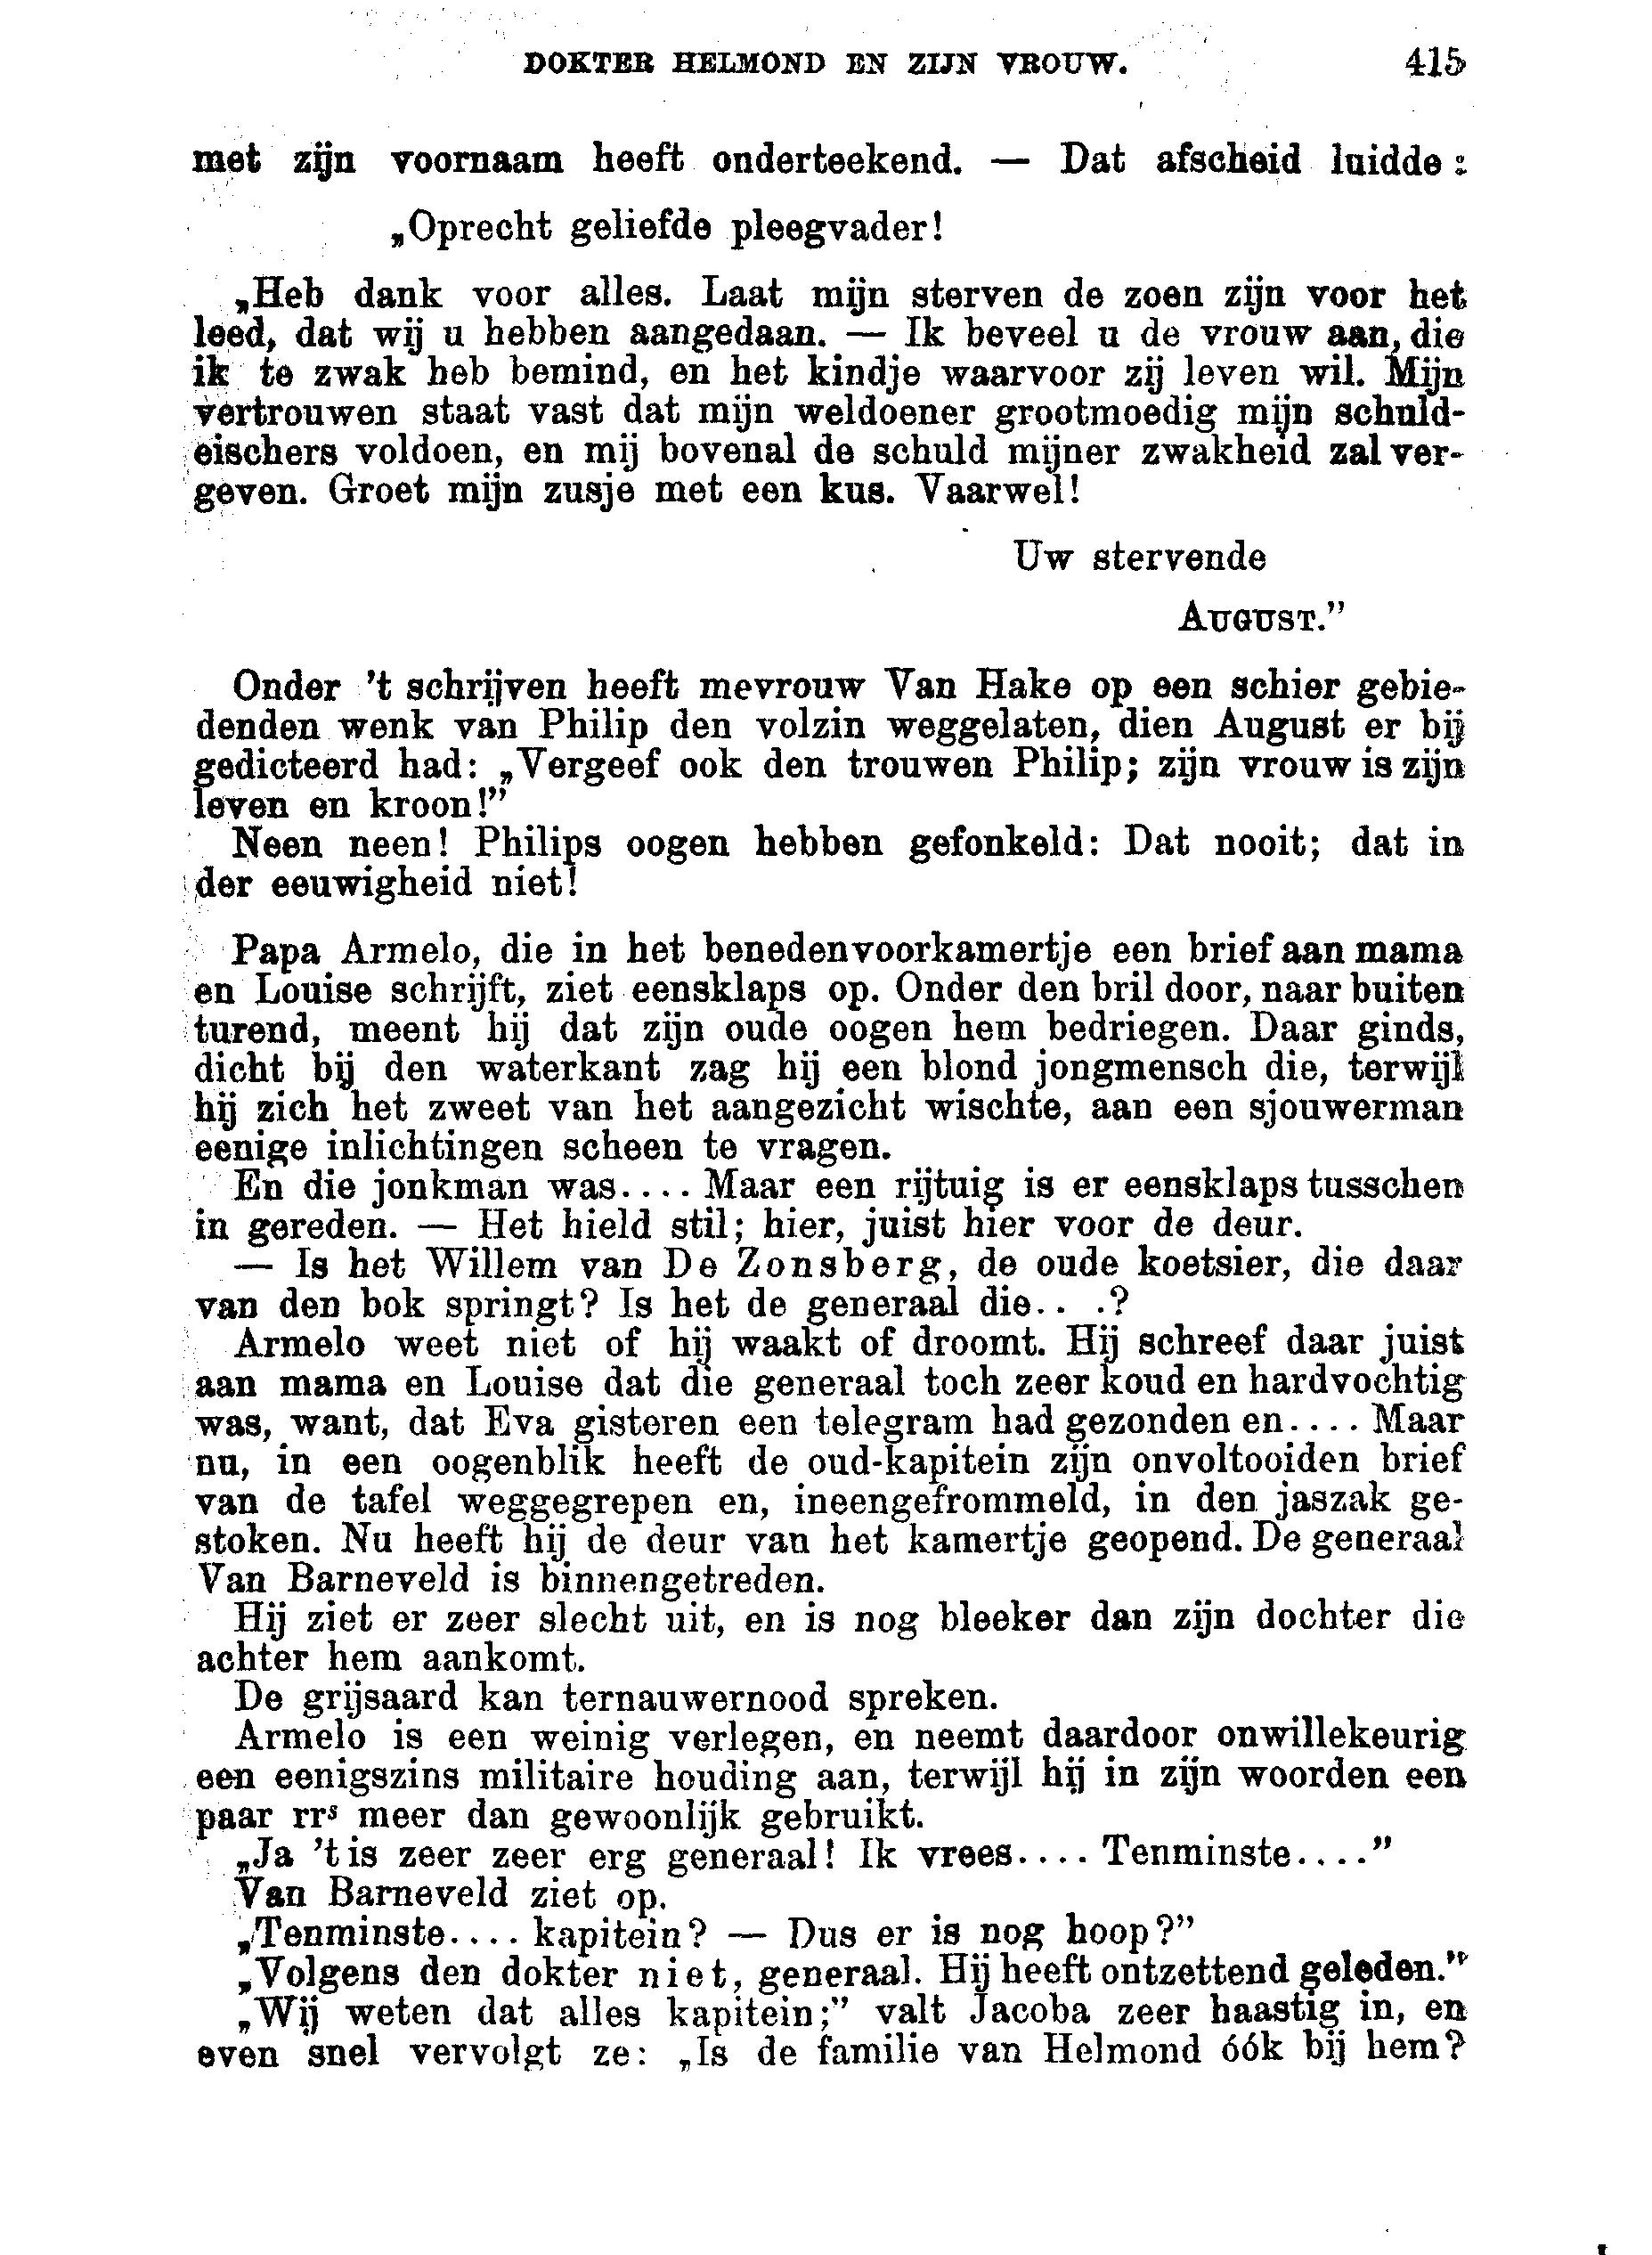 DOKTER HELMOND EN ZIJN VROUW. 415
met zijn voornaam heeft onderteekend. — Dat afscheid luidde:
„Oprecht geliefde pleegvader!
„Heb dank voor alles. Laat mijn sterven de zoen zijn voor het
leed, dat wij u hebben aangedaan. — Ik beveel u de vrouw aan, die
ik te zwak heb bemind, en het kindje waarvoor zij leven wil. Mijn
vertrouwen staat vast dat mijn weldoener grootmoedig mijn schuld-
eischers voldoen, en mij bovenal de schuld mijner zwakheid zal ver-
geven. Groet mijn zusje met een kus. Vaarwel!
Uw stervende
AUGUST.”
Onder 't schrijven heeft mevrouw Van Hake op een schier gebie-
denden wenk van Philip den volzin weggelaten, dien August er bij
gedicteerd had: „Vergeef ook den trouwen Philip; zijn vrouw is zijn
leven en kroon!”
Neen neen! Philips oogen hebben gefonkeld: Dat nooit; dat in
der eeuwigheid niet!
Papa Armelo, die in het benedenvoorkamertje een brief aan mama
en Louise schrijft, ziet eensklaps op. Onder den bril door, naar buiten
turend, meent hij dat zijn oude oogen hem bedriegen. Daar ginds,
dicht bij den waterkant zag hij een blond jongmensch die, terwijl
hij zich het zweet van het aangezicht wischte, aan een sjouwerman
eenige inlichtingen scheen te vragen.
En die jonkman was.... Maar een rijtuig is er eensklaps tusschen
in gereden. — Het hield stil; hier, juist hier voor de deur.
— Is het Willem van De Zonsberg, de oude koetsier, die daar
van den bok springt? Is het de generaal die.. .?
Armelo weet niet of hij waakt of droomt. Hij schreef daar juist
aan mama en Louise dat die generaal toch zeer koud en hardvochtig
was, want, dat Eva gisteren een telegram had gezonden en.... Maar
nu, in een oogenblik heeft de oud-kapitein zijn onvoltooiden brief
van de tafel weggegrepen en, ineengefrommeld, in den jaszak ge-
stoken. Nu heeft hij de deur van het kamertje geopend. De generaal
Van Barneveld is binnengetreden.
Hij ziet er zeer slecht uit, en is nog bleeker dan zijn dochter die
achter hem aankomt.
De grijsaard kan ternauwernood spreken.
Armelo is een weinig verlegen, en neemt daardoor onwillekeurig
een eenigszins militaire houding aan, terwijl hij in zijn woorden een
paar rrs meer dan gewoonlijk gebruikt.
„Ja 't is zeer zeer erg generaal! Ik vrees.... Tenminste....”
Van Barneveld ziet op.
„Tenminste.... kapitein? — Dus er is nog hoop?”
„Volgens den dokter niet, generaal. Hij heeft ontzettend geleden.”
„Wij weten dat alles kapitein;” valt Jacoba zeer haastig in, en
even snel vervolgt ze: „Is de familie van Helmond óók bij hem?